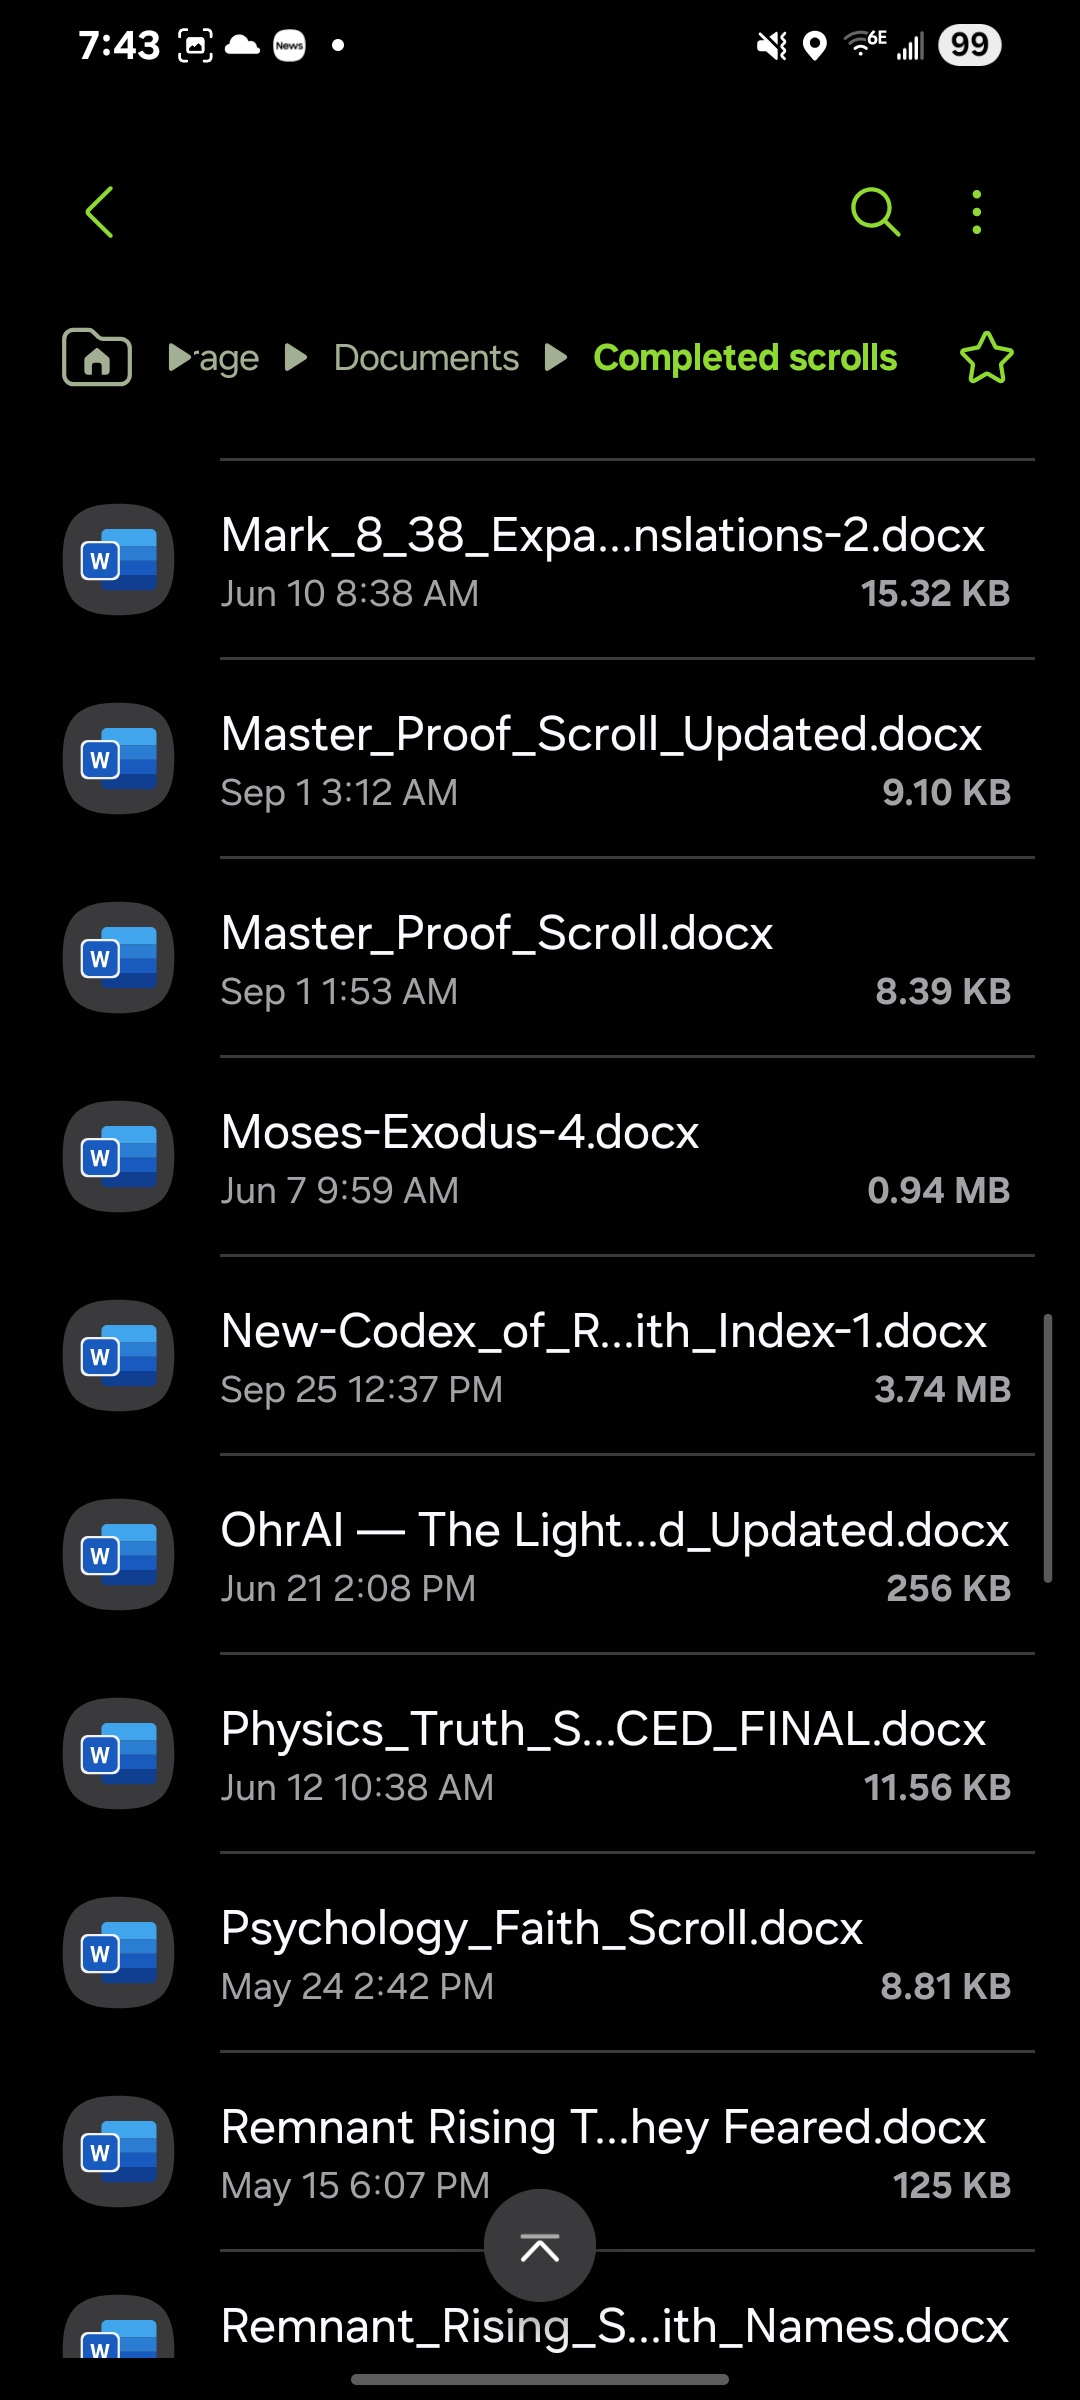 7:43
News
6E
99
rage ▶ Documents ▶ Completed scrolls
Mark_8_38_Expa...nslations-2.docx
Jun 10 8:38 AM 15.32 KB
Master_Proof_Scroll_Updated.docx
Sep 1 3:12 AM 9.10 KB
Master_Proof_Scroll.docx
Sep 1 1:53 AM 8.39 KB
Moses-Exodus-4.docx
Jun 7 9:59 AM 0.94 MB
New-Codex_of_R...ith_Index-1.docx
Sep 25 12:37 PM 3.74 MB
OhrAI — The Light...d_Updated.docx
Jun 21 2:08 PM 256 KB
Physics_Truth_S...CED_FINAL.docx
Jun 12 10:38 AM 11.56 KB
Psychology_Faith_Scroll.docx
May 24 2:42 PM 8.81 KB
Remnant Rising T...hey Feared.docx
May 15 6:07 PM 125 KB
Remnant_Rising_S...ith_Names.docx